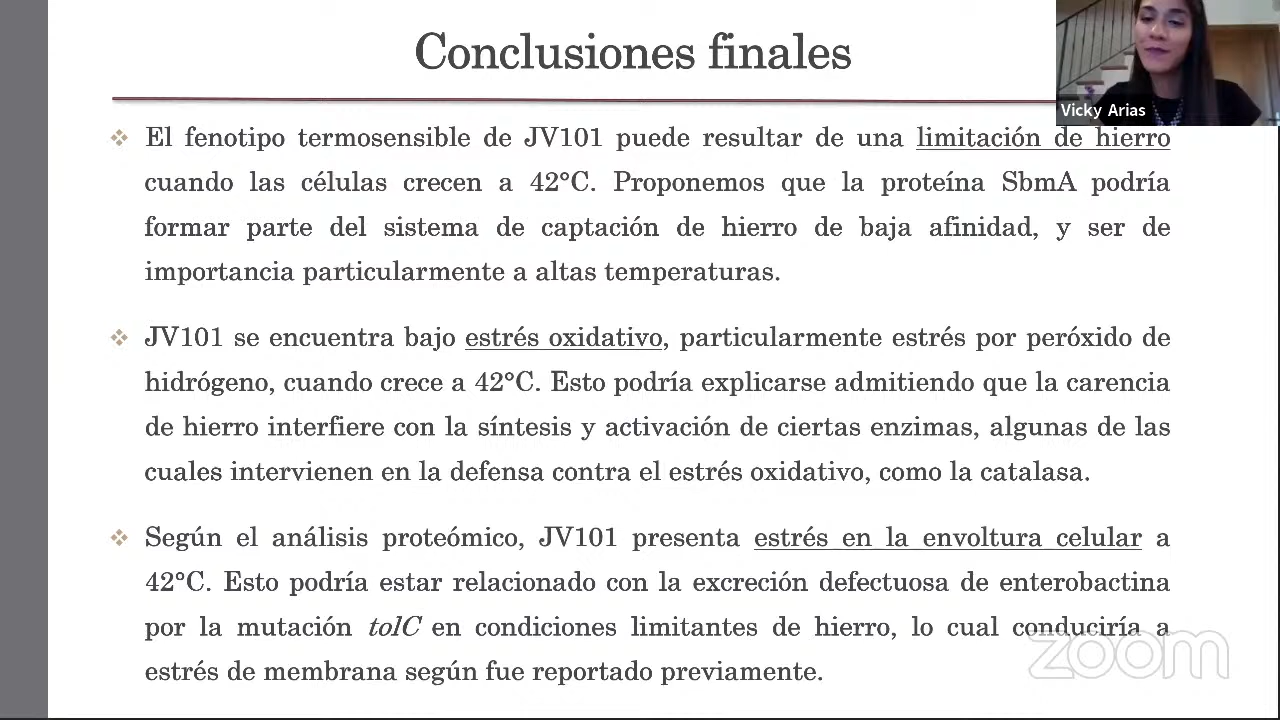 Conclusiones finales
Vicky Arias
El fenotipo termosensible de JV101 puede resultar de una limitación de hierro
cuando las células crecen a 42°C. Proponemos que la proteína SbmA podría
formar parte del sistema de captación de hierro de baja afinidad, y ser de
importancia particularmente a altas temperaturas.
JV101 se encuentra bajo estrés oxidativo, particularmente estrés por peróxido de
hidrógeno, cuando crece a 42°C. Esto podría explicarse admitiendo que la carencia
de hierro interfiere con la síntesis y activación de ciertas enzimas, algunas de las
cuales intervienen en la defensa contra el estrés oxidativo, como la catalasa.
Según el análisis proteómico, JV101 presenta estrés en la envoltura celular a
42°C. Esto podría estar relacionado con la excreción defectuosa de enterobactina
por la mutación tolC en condiciones limitantes de hierro, lo cual conduciría a
estrés de membrana según fue reportado previamente.
zoom